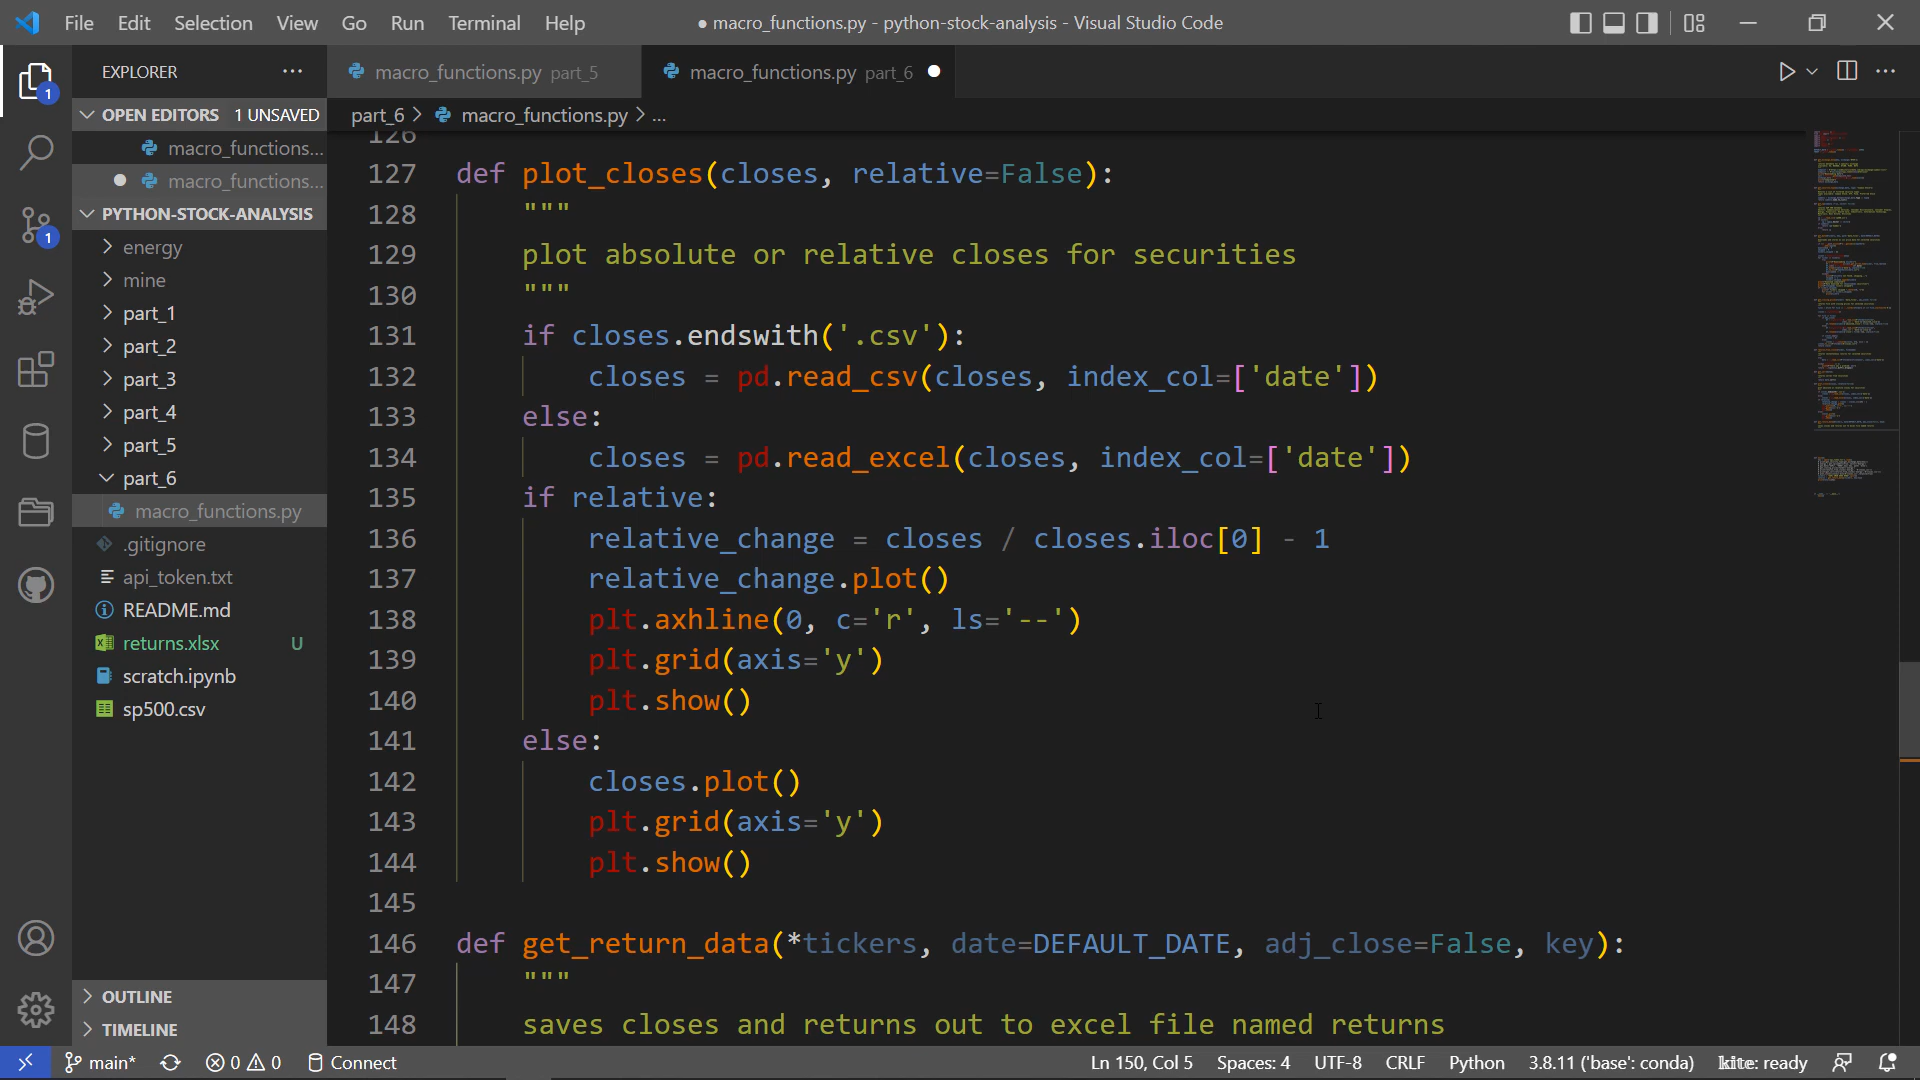 File Edit Selection View Go Run Terminal Help
● macro_functions.py - python-stock-analysis - Visual Studio Code
EXPLORER ...
macro_functions.py part_5
macro_functions.py part_6
1
OPEN EDITORS 1 UNSAVED
macro_functions...
macro_functions...
PYTHON-STOCK-ANALYSIS
1
energy
mine
part_1
part_2
part_3
part_4
part_5
part_6
macro_functions.py
.gitignore
api_token.txt
README.md
returns.xlsx U
scratch.ipynb
sp500.csv
OUTLINE
TIMELINE
part_6 > macro_functions.py > ...
126
127 def plot_closes(closes, relative=False):
128 """
129 plot absolute or relative closes for securities
130 """
131 if closes.endswith('.csv'):
132 closes = pd.read_csv(closes, index_col=['date'])
133 else:
134 closes = pd.read_excel(closes, index_col=['date'])
135 if relative:
136 relative_change = closes / closes.iloc[0] - 1
137 relative_change.plot()
138 plt.axhline(0, c='r', ls='--')
139 plt.grid(axis='y')
140 plt.show()
141 else:
142 closes.plot()
143 plt.grid(axis='y')
144 plt.show()
145
146 def get_return_data(*tickers, date=DEFAULT_DATE, adj_close=False, key):
147 """
148 saves closes and returns out to excel file named returns
main* 0 0 Connect
Ln 150, Col 5 Spaces: 4 UTF-8 CRLF Python 3.8.11 ('base': conda) kite: ready